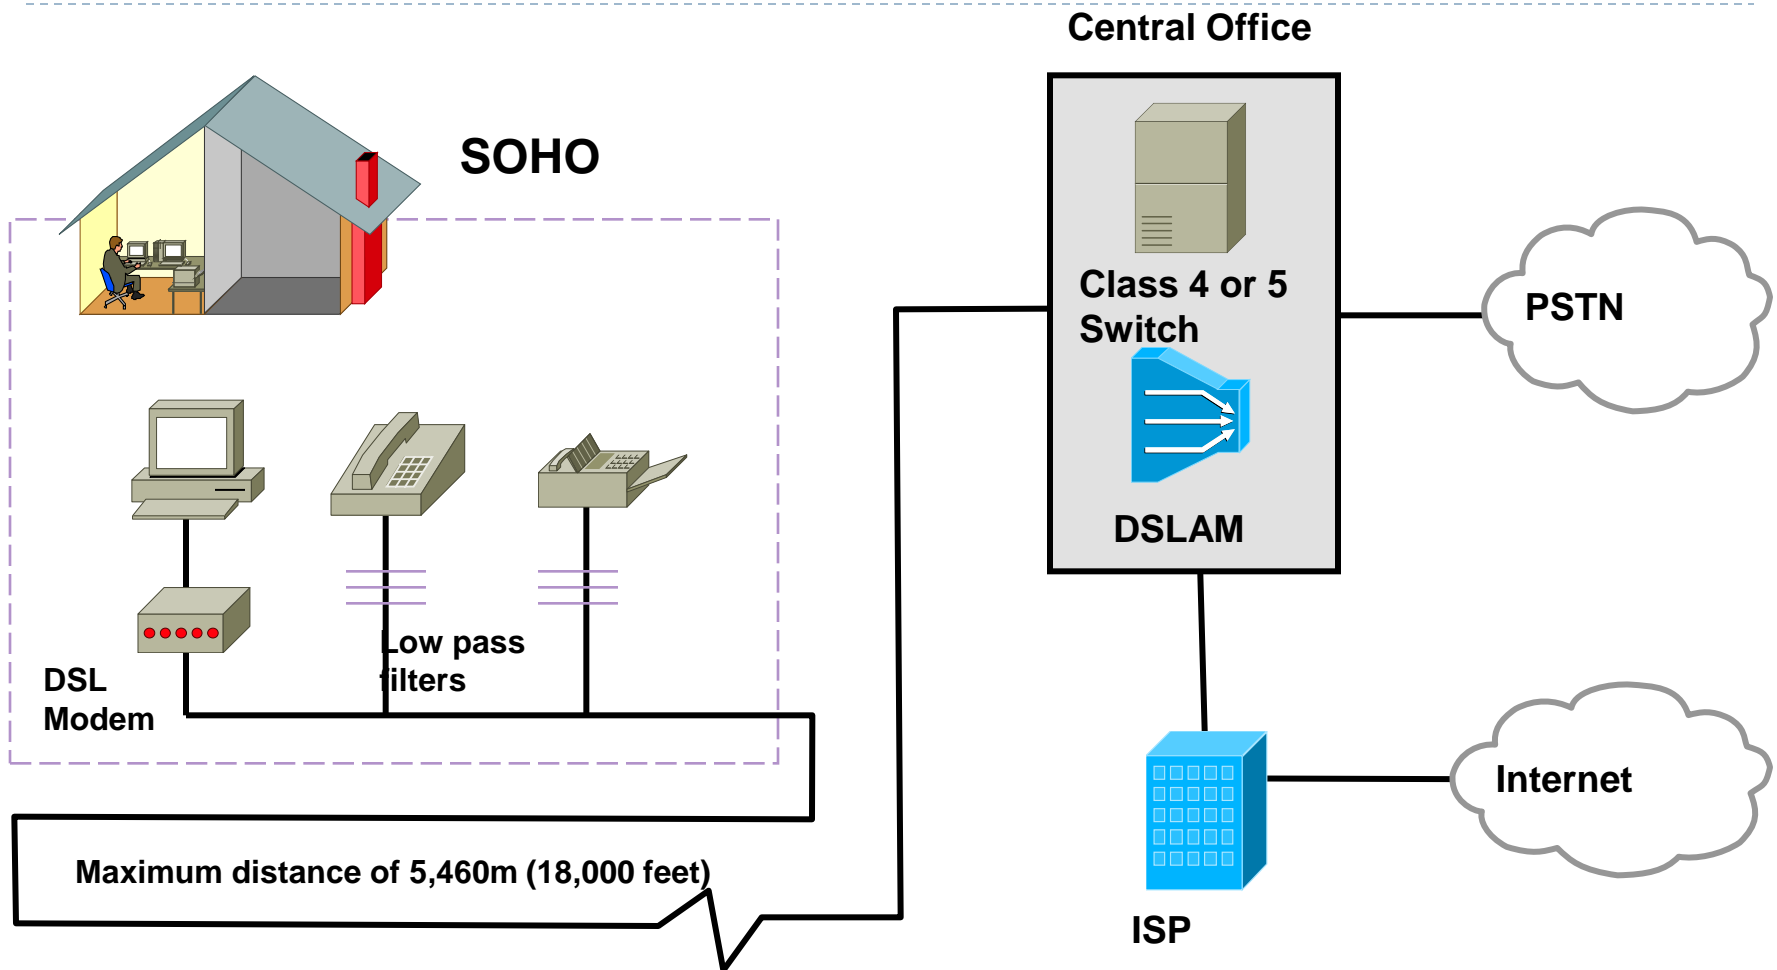 Central Office
SOHO
Class 4 or 5
Switch
PSTN
DSLAM
Low pass
filters
DSL
Modem
Internet
Maximum distance of 5,460m (18,000 feet)
ISP